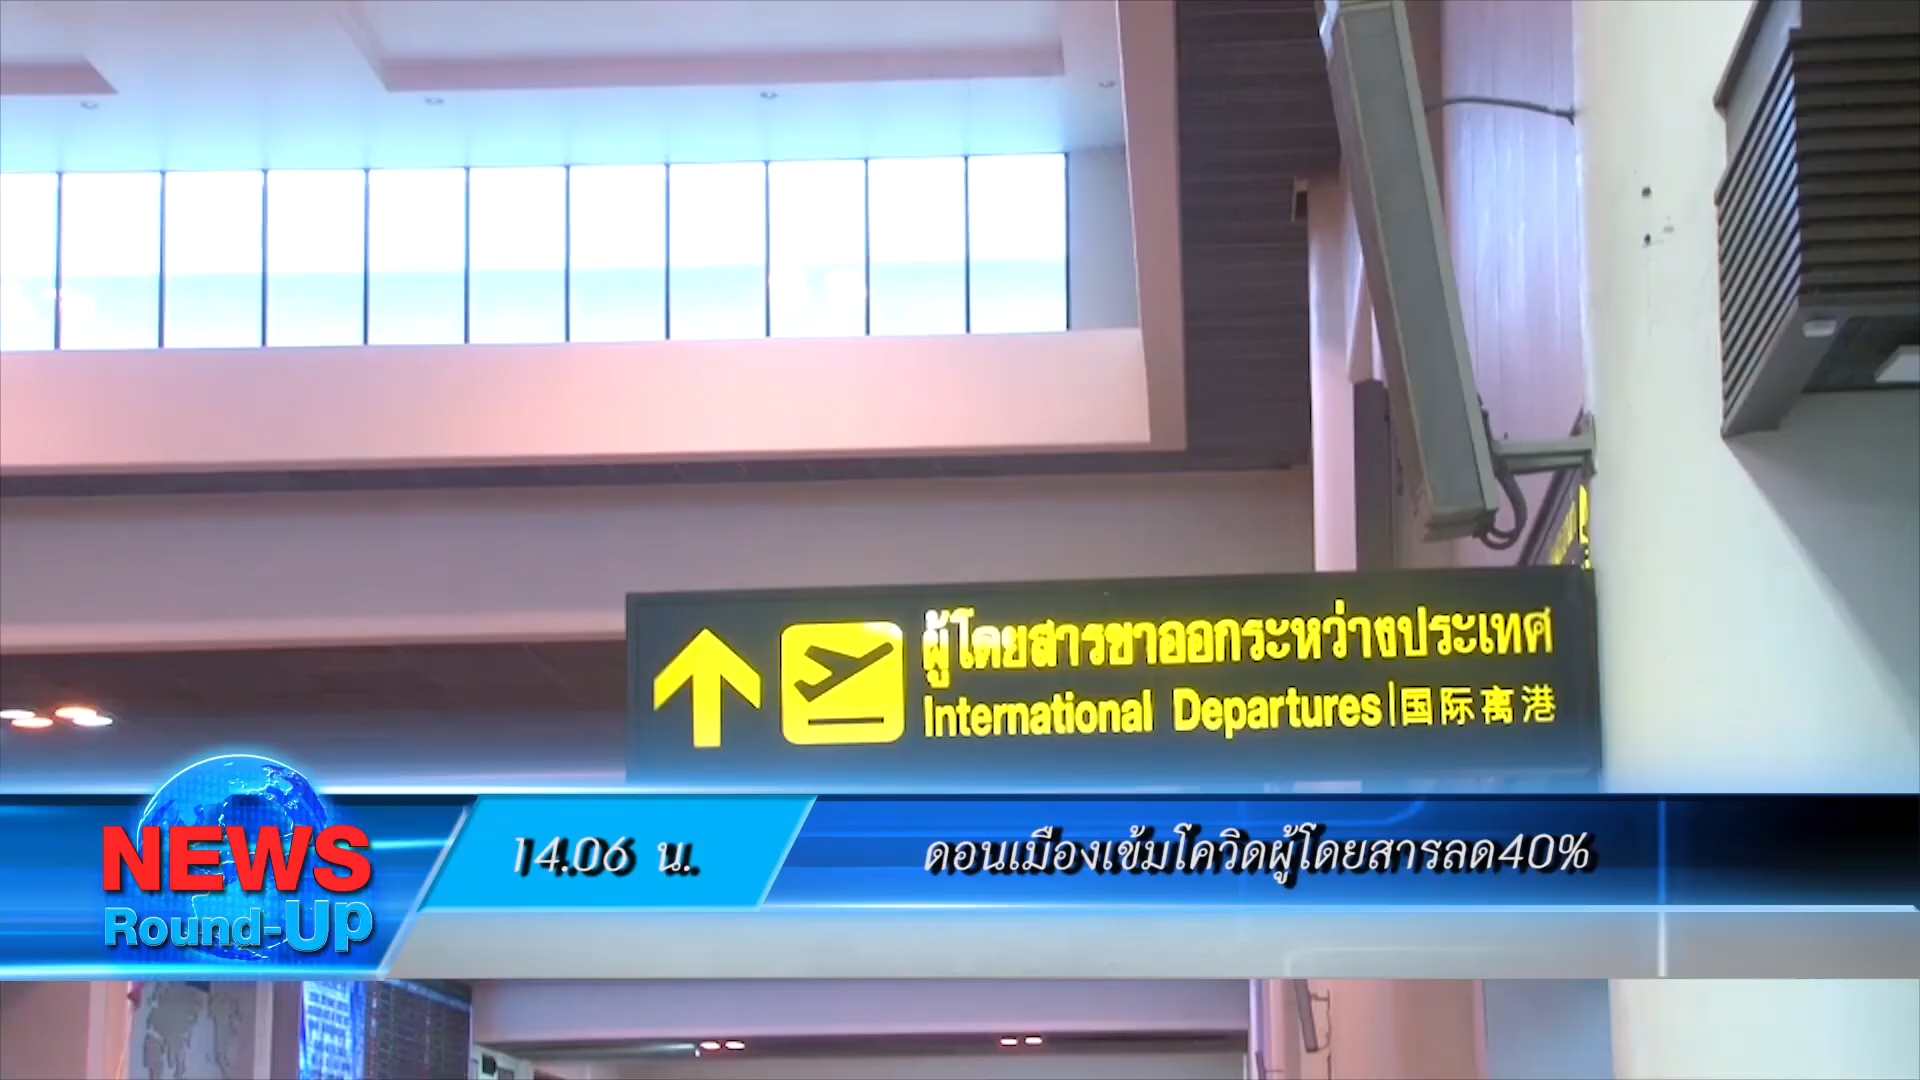 ผู้โดยสารขาออกระหว่างประเทศ
International Departures|国际离港
NEWS
Round-Up
14.06 น.
ดอนเมืองเข้มโควิดผู้โดยสารลด40%